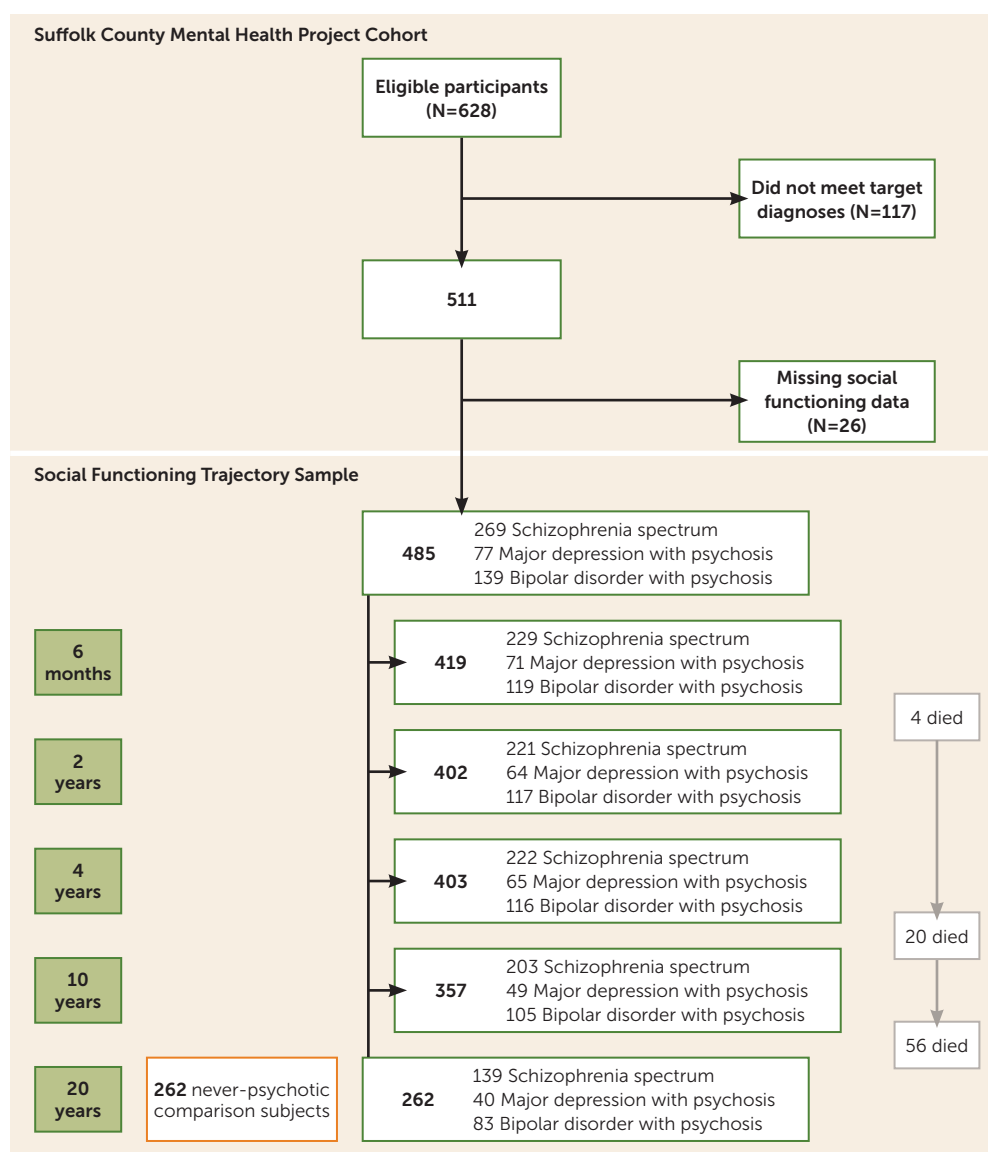 Suffolk County Mental Health Project Cohort
Eligible participants
(N=628)
Did not meet target
diagnoses (N=117)
511
Missing social
functioning data
(N=26)
Social Functioning Trajectory Sample
485
269 Schizophrenia spectrum
77 Major depression with psychosis
139 Bipolar disorder with psychosis
6
months
419
229 Schizophrenia spectrum
71 Major depression with psychosis
119 Bipolar disorder with psychosis
4 died
2
years
402
221 Schizophrenia spectrum
64 Major depression with psychosis
117 Bipolar disorder with psychosis
4
years
403
222 Schizophrenia spectrum
65 Major depression with psychosis
116 Bipolar disorder with psychosis
20 died
10
years
357
203 Schizophrenia spectrum
49 Major depression with psychosis
105 Bipolar disorder with psychosis
56 died
20
years
262 never-psychotic
comparison subjects
262
139 Schizophrenia spectrum
40 Major depression with psychosis
83 Bipolar disorder with psychosis